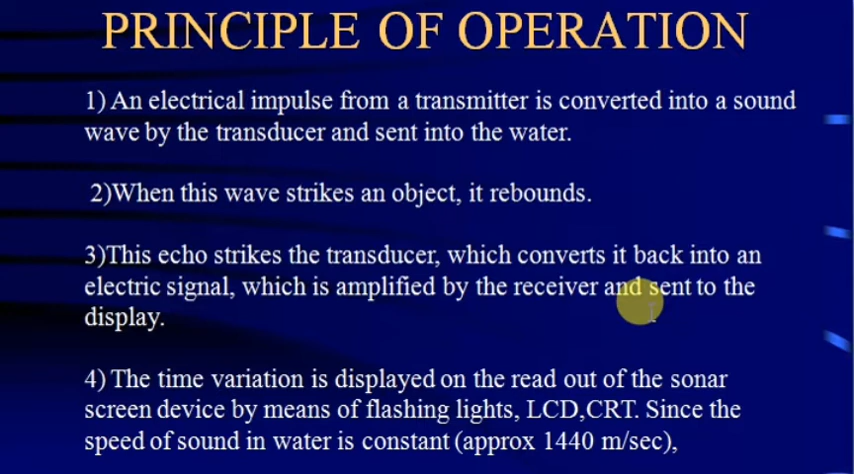 PRINCIPLE OF OPERATION
1) An electrical impulse from a transmitter is converted into a sound
wave by the transducer and sent into the water.
2)When this wave strikes an object, it rebounds.
3)This echo strikes the transducer, which converts it back into an
electric signal, which is amplified by the receiver and sent to the
display.
4) The time variation is displayed on the read out of the sonar
screen device by means of flashing lights, LCD,CRT. Since the
speed of sound in water is constant (approx 1440 m/sec),